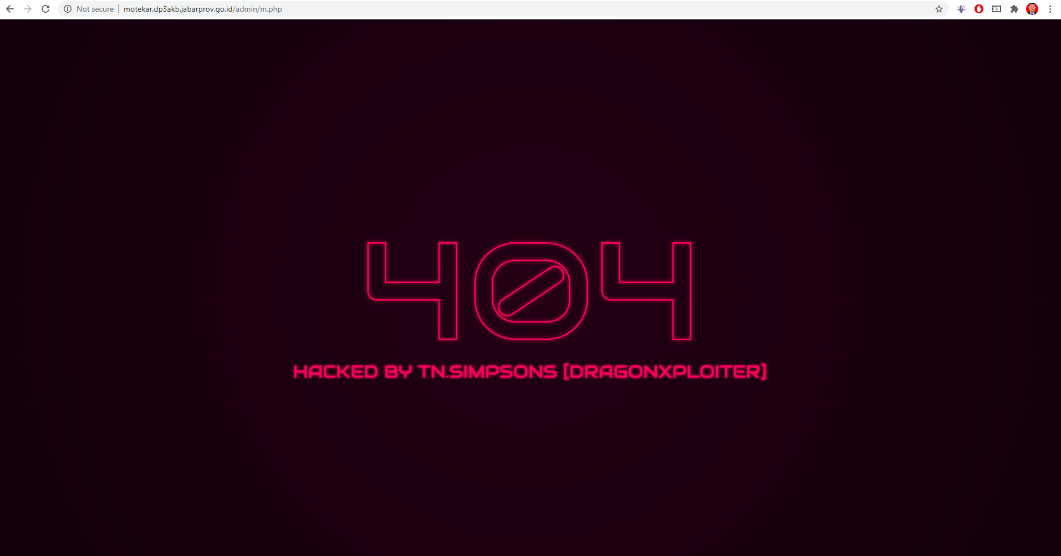 Not secure | motekar.dp3akb.jabarprov.go.id/admin/m.php
404
HACKED BY TN.SIMPSONS [DRAGONXPLOITER]